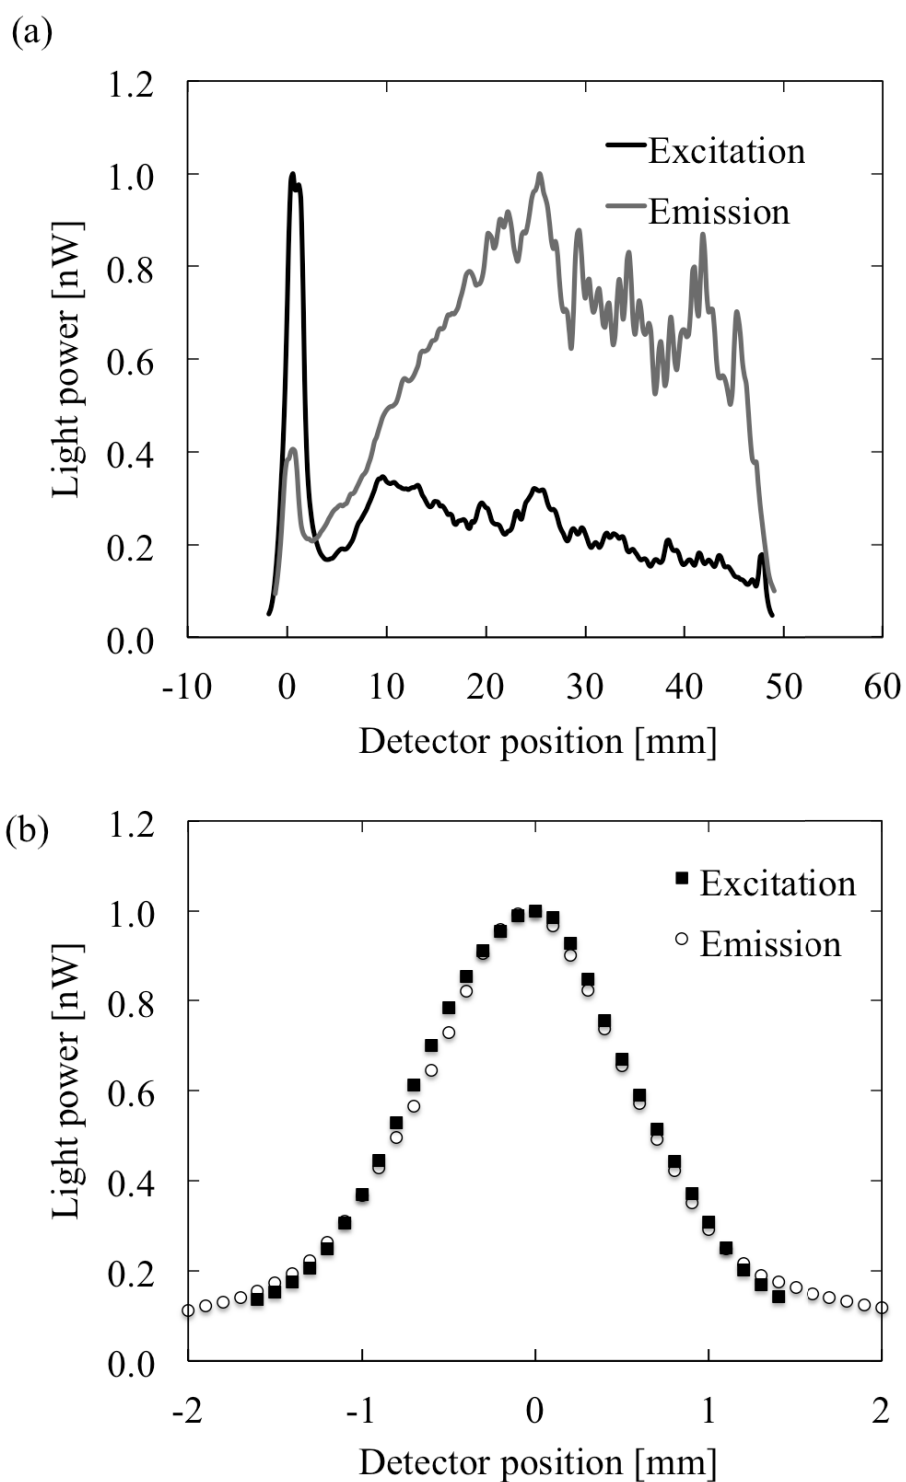 (a)
1.2
1.0
0.8
0.6
0.4
0.2
0.0
Light power [nW]
Excitation
Emission
-10 0 10 20 30 40 50 60
Detector position [mm]
(b)
1.2
1.0
0.8
0.6
0.4
0.2
0.0
Light power [nW]
Excitation
Emission
-2 -1 0 1 2
Detector position [mm]